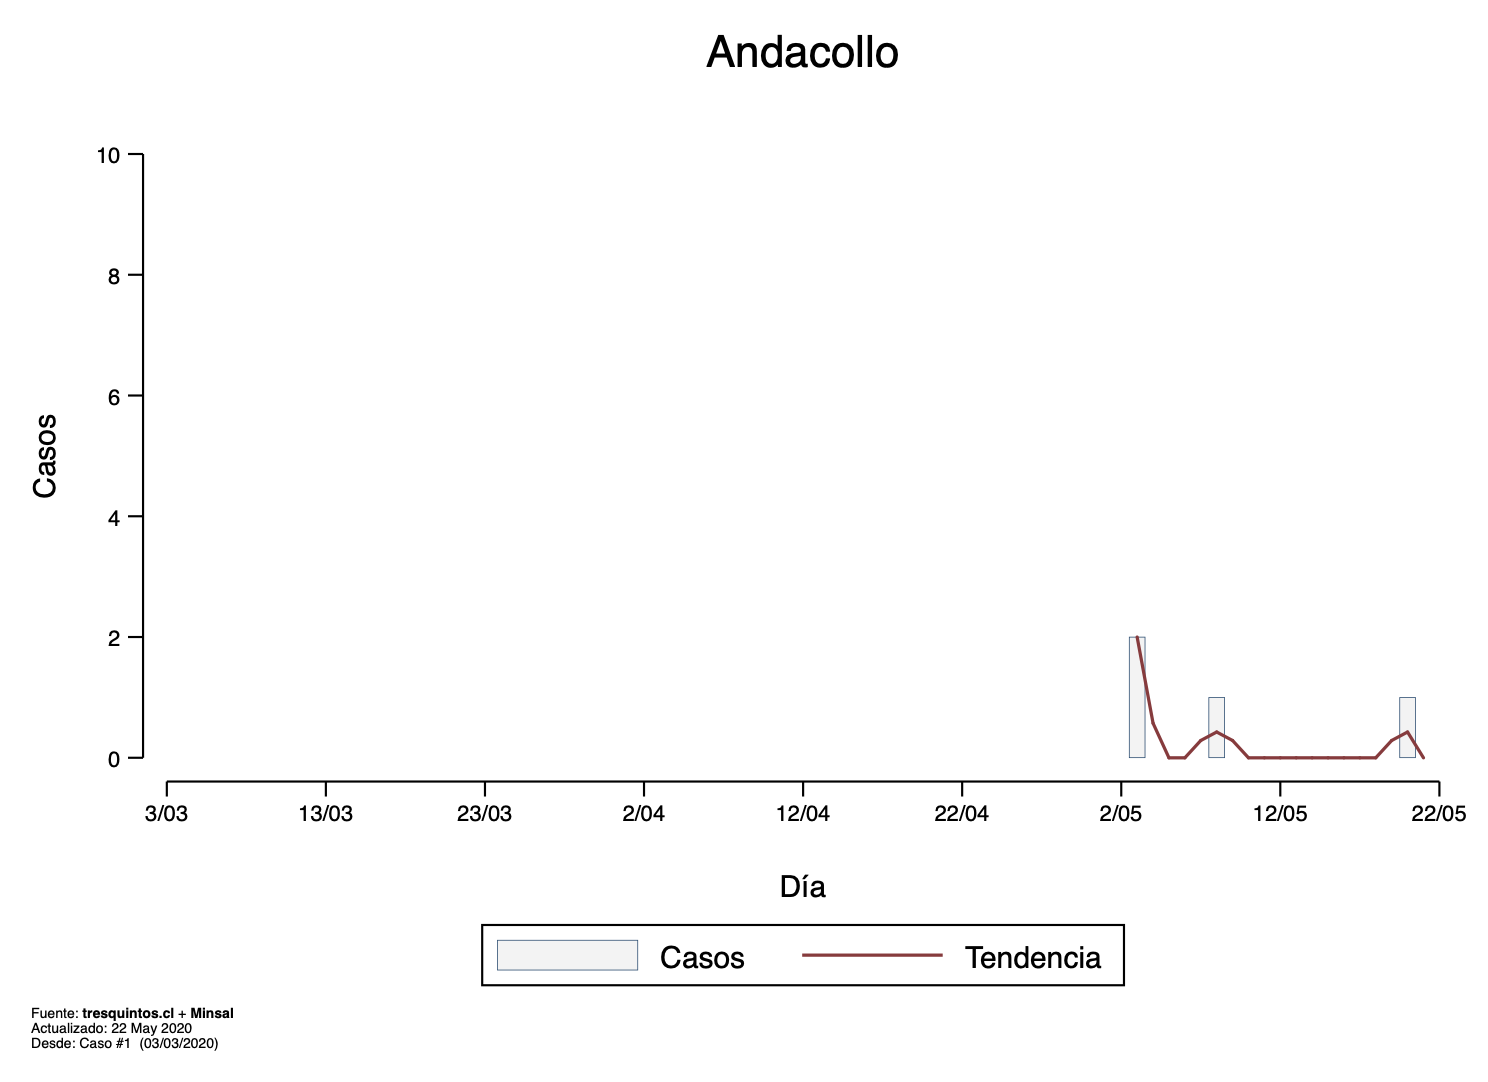 Andacollo
Casos
10
8
6
4
2
0
3/03 13/03 23/03 2/04 12/04 22/04 2/05 12/05 22/05
Día
Casos Tendencia
Fuente: tresquintos.cl + Minsal
Actualizado: 22 May 2020
Desde: Caso #1 (03/03/2020)